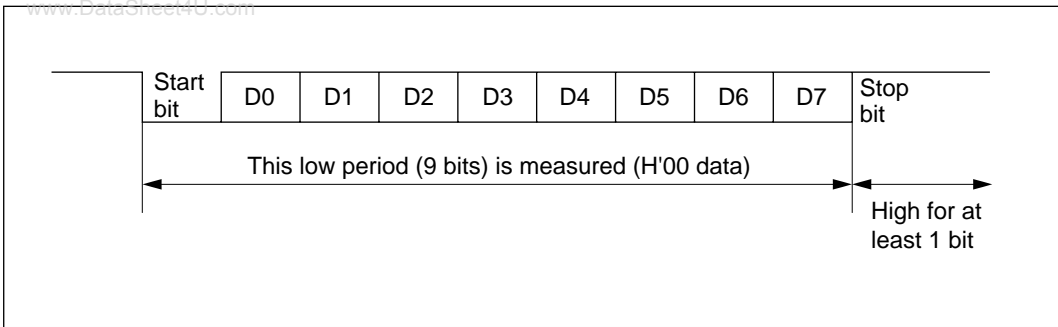 www.DataSheet4U.com
Start
bit
D0 D1 D2 D3 D4 D5 D6 D7
Stop
bit
This low period (9 bits) is measured (H'00 data)
High for at
least 1 bit